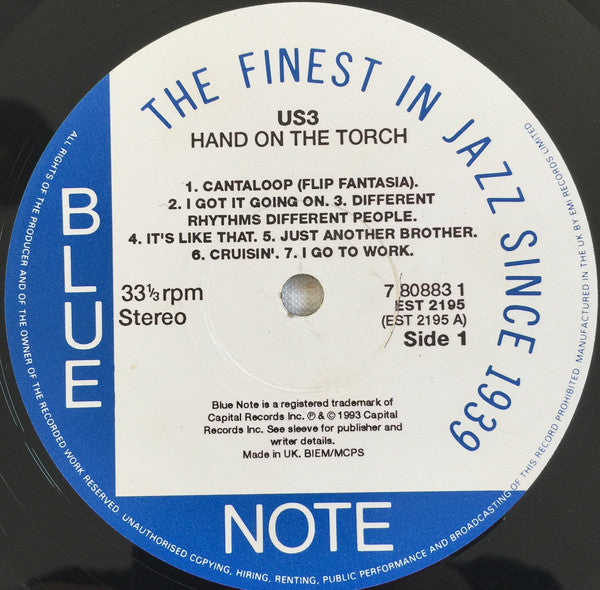 THE FINEST IN JAZZ SINCE 1939
US3
HAND ON THE TORCH
1. CANTALOOP (FLIP FANTASIA).
2. I GOT IT GOING ON. 3. DIFFERENT
RHYTHMS DIFFERENT PEOPLE.
4. IT'S LIKE THAT. 5. JUST ANOTHER BROTHER.
6. CRUISIN'. 7. I GO TO WORK.
33⅓ rpm
Stereo
7 80883 1
EST 2195
(EST 2195 A)
Side 1
Blue Note is a registered trademark of
Capital Records Inc. ℗ & © 1993 Capital
Records Inc. See sleeve for publisher and
writer details.
Made in UK. BIEM/MCPS
BLUE
NOTE
ALL RIGHTS OF THE PRODUCER AND OF THE OWNER OF THE RECORDED WORK RESERVED. UNAUTHORISED COPYING, HIRING, RENTING, PUBLIC PERFORMANCE AND BROADCASTING OF THIS RECORD PROHIBITED. MANUFACTURED IN THE UK BY EMI RECORDS LIMITED